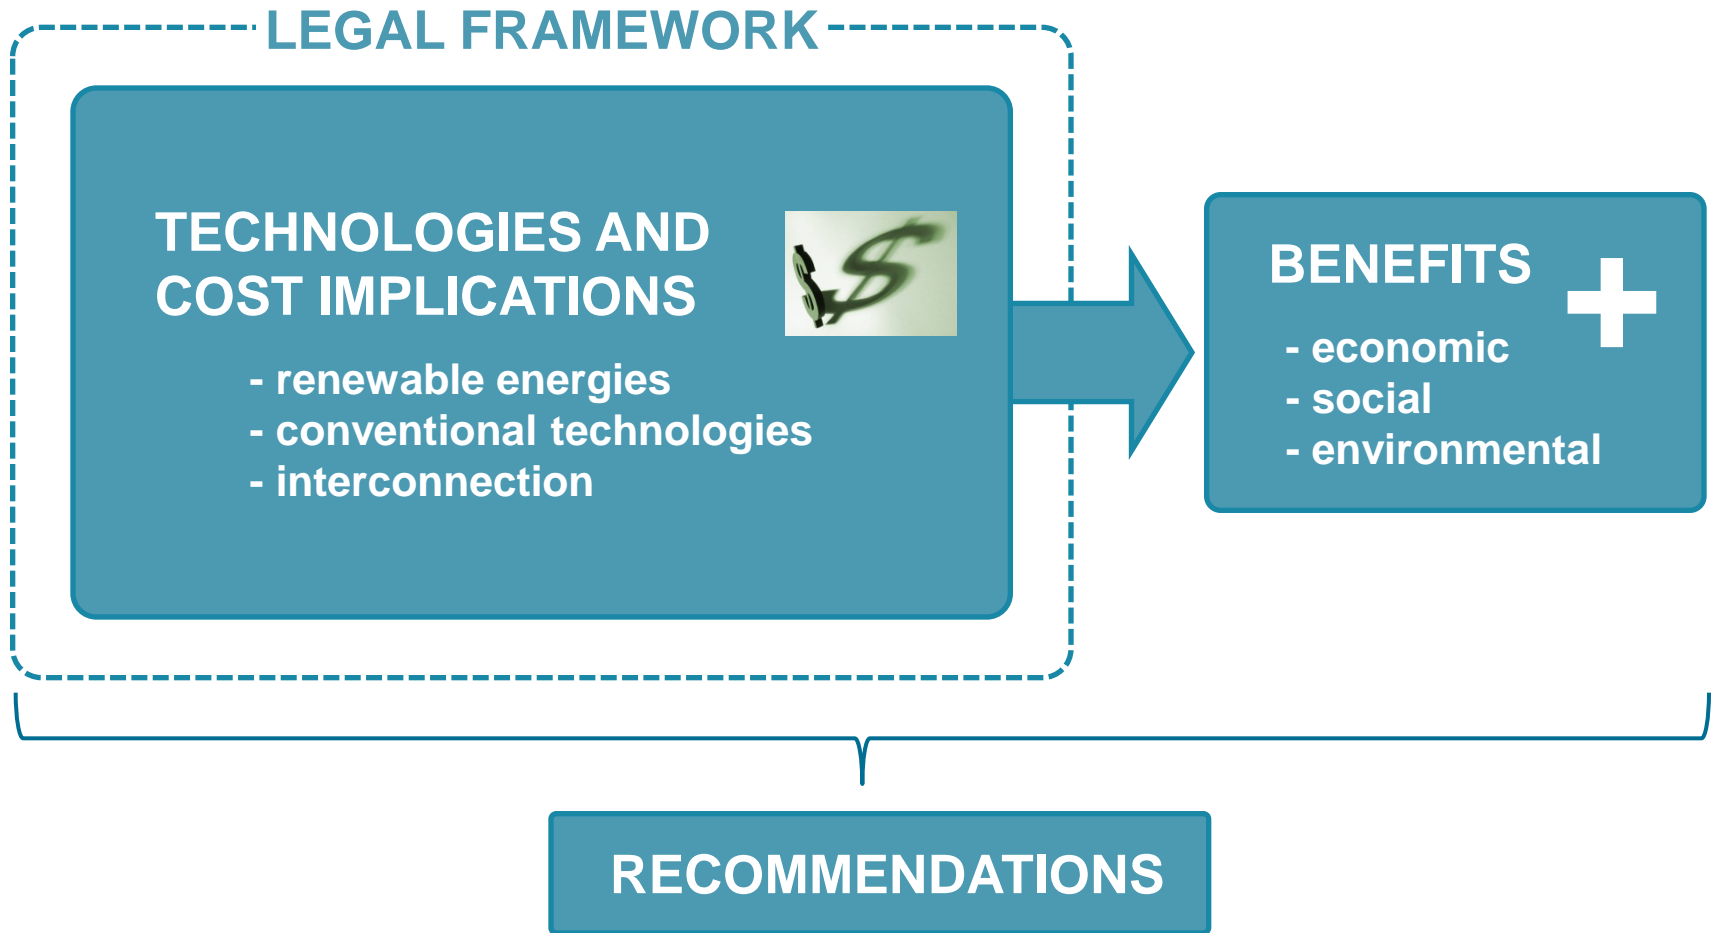 LEGAL FRAMEWORK
TECHNOLOGIES AND
COST IMPLICATIONS
- renewable energies
- conventional technologies
- interconnection
BENEFITS
- economic
- social
- environmental
RECOMMENDATIONS